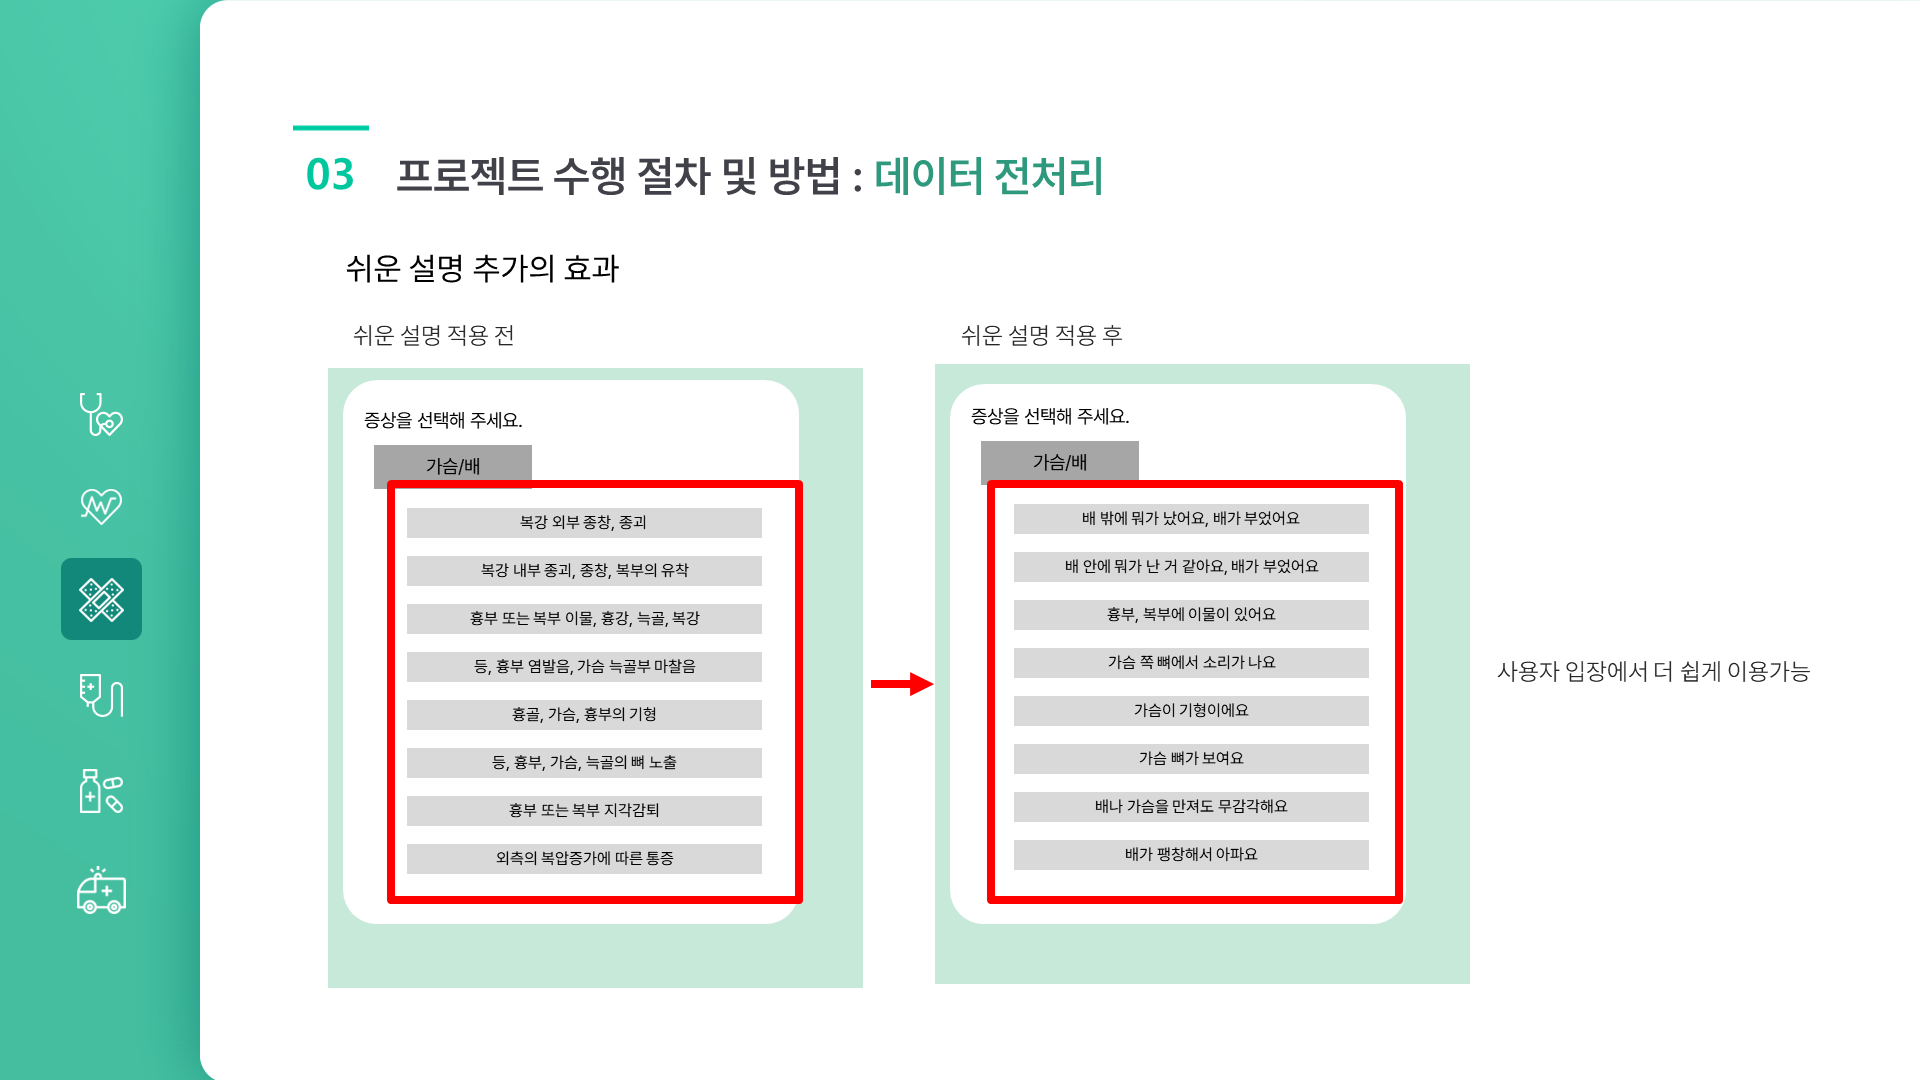 03 프로젝트 수행 절차 및 방법 : 데이터 전처리
쉬운 설명 추가의 효과
쉬운 설명 적용 전
증상을 선택해 주세요.
가슴/배
복강 외부 종창, 종괴
복강 내부 종괴, 종창, 복부의 유착
흉부 또는 복부 이물, 흉강, 늑골, 복강
등, 흉부 염발음, 가슴 늑골부 마찰음
흉골, 가슴, 흉부의 기형
등, 흉부, 가슴, 늑골의 뼈 노출
흉부 또는 복부 지각감퇴
외측의 복압증가에 따른 통증
쉬운 설명 적용 후
증상을 선택해 주세요.
가슴/배
배 밖에 뭐가 났어요, 배가 부었어요
배 안에 뭐가 난 거 같아요, 배가 부었어요
흉부, 복부에 이물이 있어요
가슴 쪽 뼈에서 소리가 나요
가슴이 기형이에요
가슴 뼈가 보여요
배나 가슴을 만져도 무감각해요
배가 팽창해서 아파요
사용자 입장에서 더 쉽게 이용가능